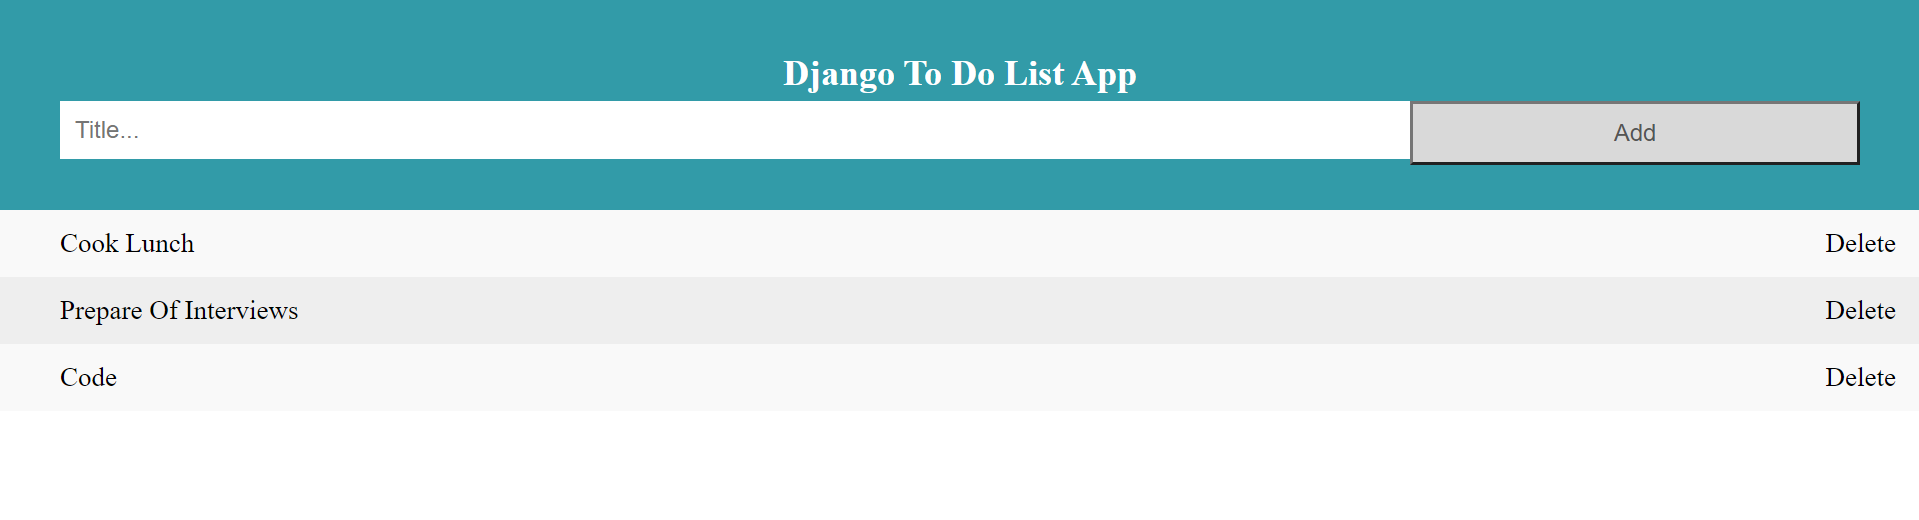 Django To Do List App
Title...
Add
Cook Lunch
Delete
Prepare Of Interviews
Delete
Code
Delete